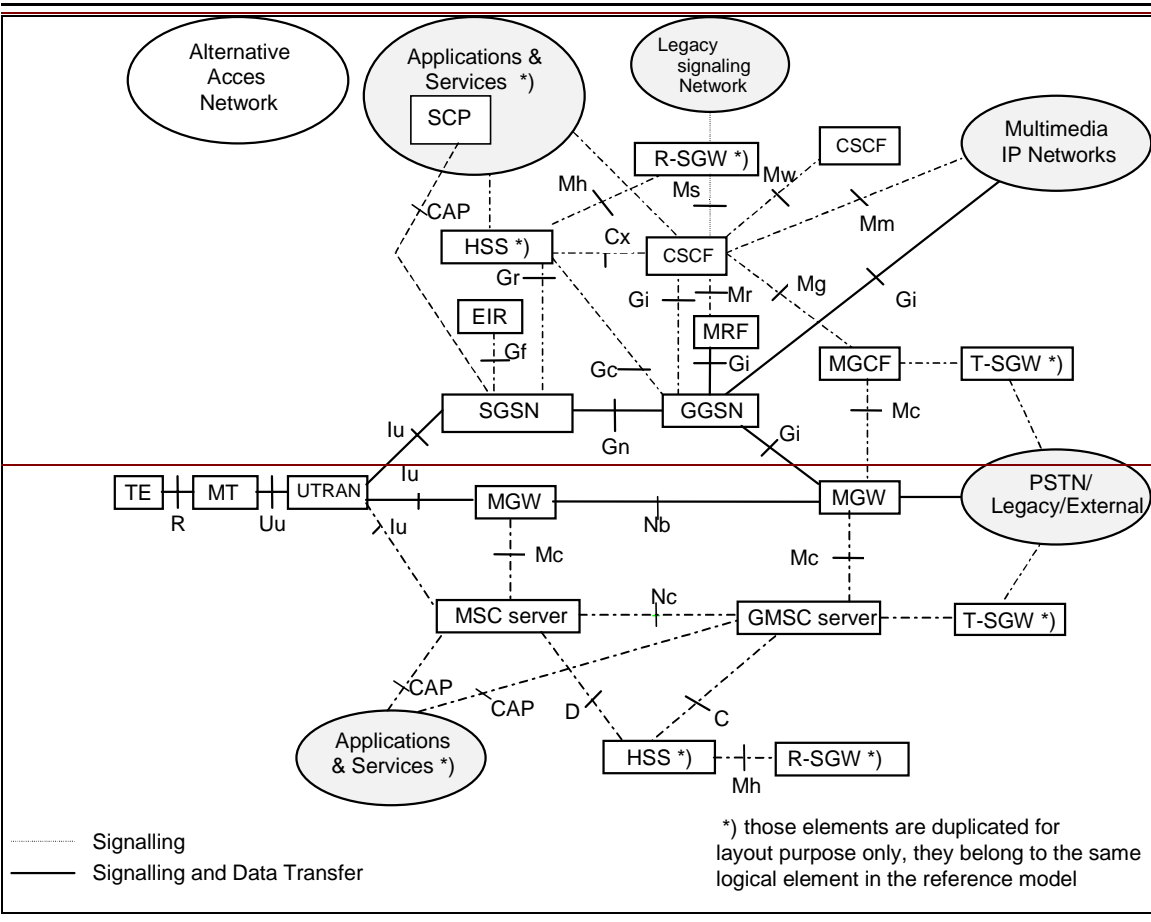 Alternative
Acces
Network
Applications &
Services *)
SCP
Legacy
signaling
Network
Multimedia
IP Networks
CSCF
R-SGW *)
Mh
Ms
Mw
Mm
CAP
HSS *)
Cx
CSCF
Gr
Gi
Mr
Mg
Gi
EIR
MRF
Gf
Gc
Gi
MGCF
T-SGW *)
SGSN
GGSN
Mc
Iu
Gn
Gi
Iu
TE
MT
UTRAN
MGW
MGW
PSTN/
Legacy/External
R
Uu
Iu
Nb
Mc
Mc
Nc
MSC server
GMSC server
T-SGW *)
CAP
CAP
D
C
Applications
& Services *)
HSS *)
R-SGW *)
Mh
Signalling
Signalling and Data Transfer
*) those elements are duplicated for
layout purpose only, they belong to the same
logical element in the reference model